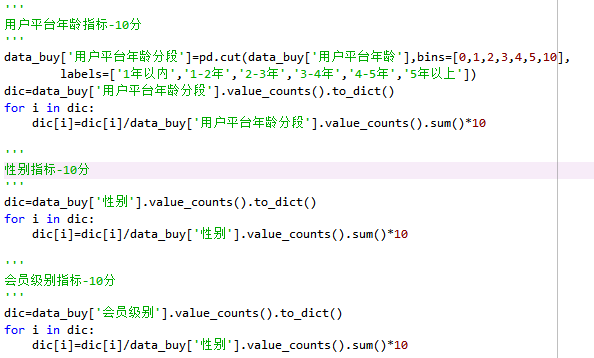 '''
用户平台年龄指标-10分
'''
data_buy['用户平台年龄分段']=pd.cut(data_buy['用户平台年龄'],bins=[0,1,2,3,4,5,10],
labels=['1年以内','1-2年','2-3年','3-4年','4-5年','5年以上'])
dic=data_buy['用户平台年龄分段'].value_counts().to_dict()
for i in dic:
dic[i]=dic[i]/data_buy['用户平台年龄分段'].value_counts().sum()*10
'''
性别指标-10分
'''
dic=data_buy['性别'].value_counts().to_dict()
for i in dic:
dic[i]=dic[i]/data_buy['性别'].value_counts().sum()*10
'''
会员级别指标-10分
'''
dic=data_buy['会员级别'].value_counts().to_dict()
for i in dic:
dic[i]=dic[i]/data_buy['性别'].value_counts().sum()*10